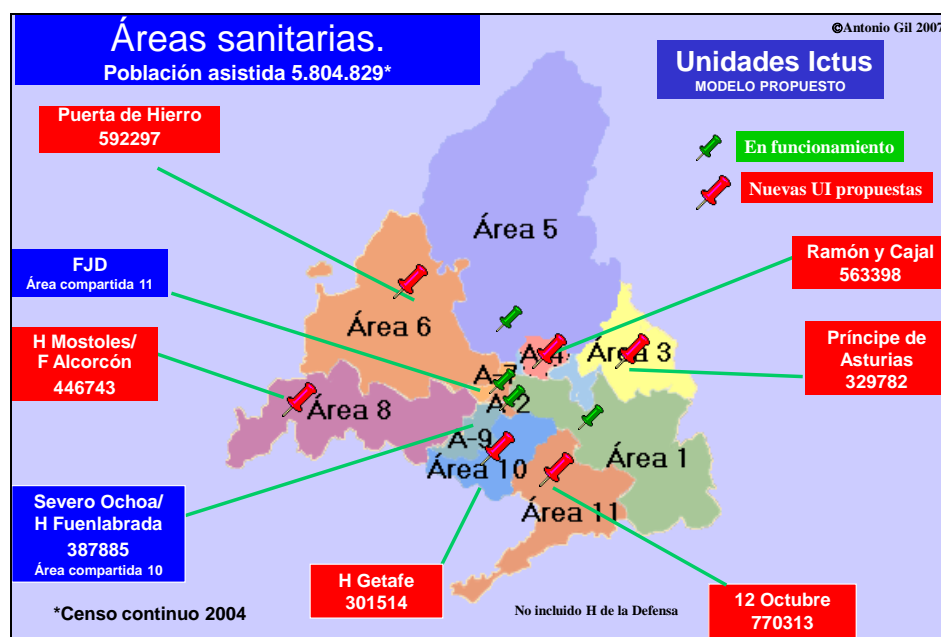 ©Antonio Gil 2007
Áreas sanitarias.
Población asistida 5.804.829*
Unidades Ictus
MODELO PROPUESTO
Puerta de Hierro
592297
En funcionamiento
Nuevas UI propuestas
Área 5
Ramón y Cajal
563398
FJD
Área compartida 11
Área 6
A-4
Área 3
H Mostoles/
F Alcorcón
446743
Príncipe de
Asturias
329782
A-7
A-2
Área 8
A-9
Área 10
Área 1
Área 11
Severo Ochoa/
H Fuenlabrada
387885
Área compartida 10
H Getafe
301514
12 Octubre
770313
*Censo continuo 2004
No incluido H de la Defensa